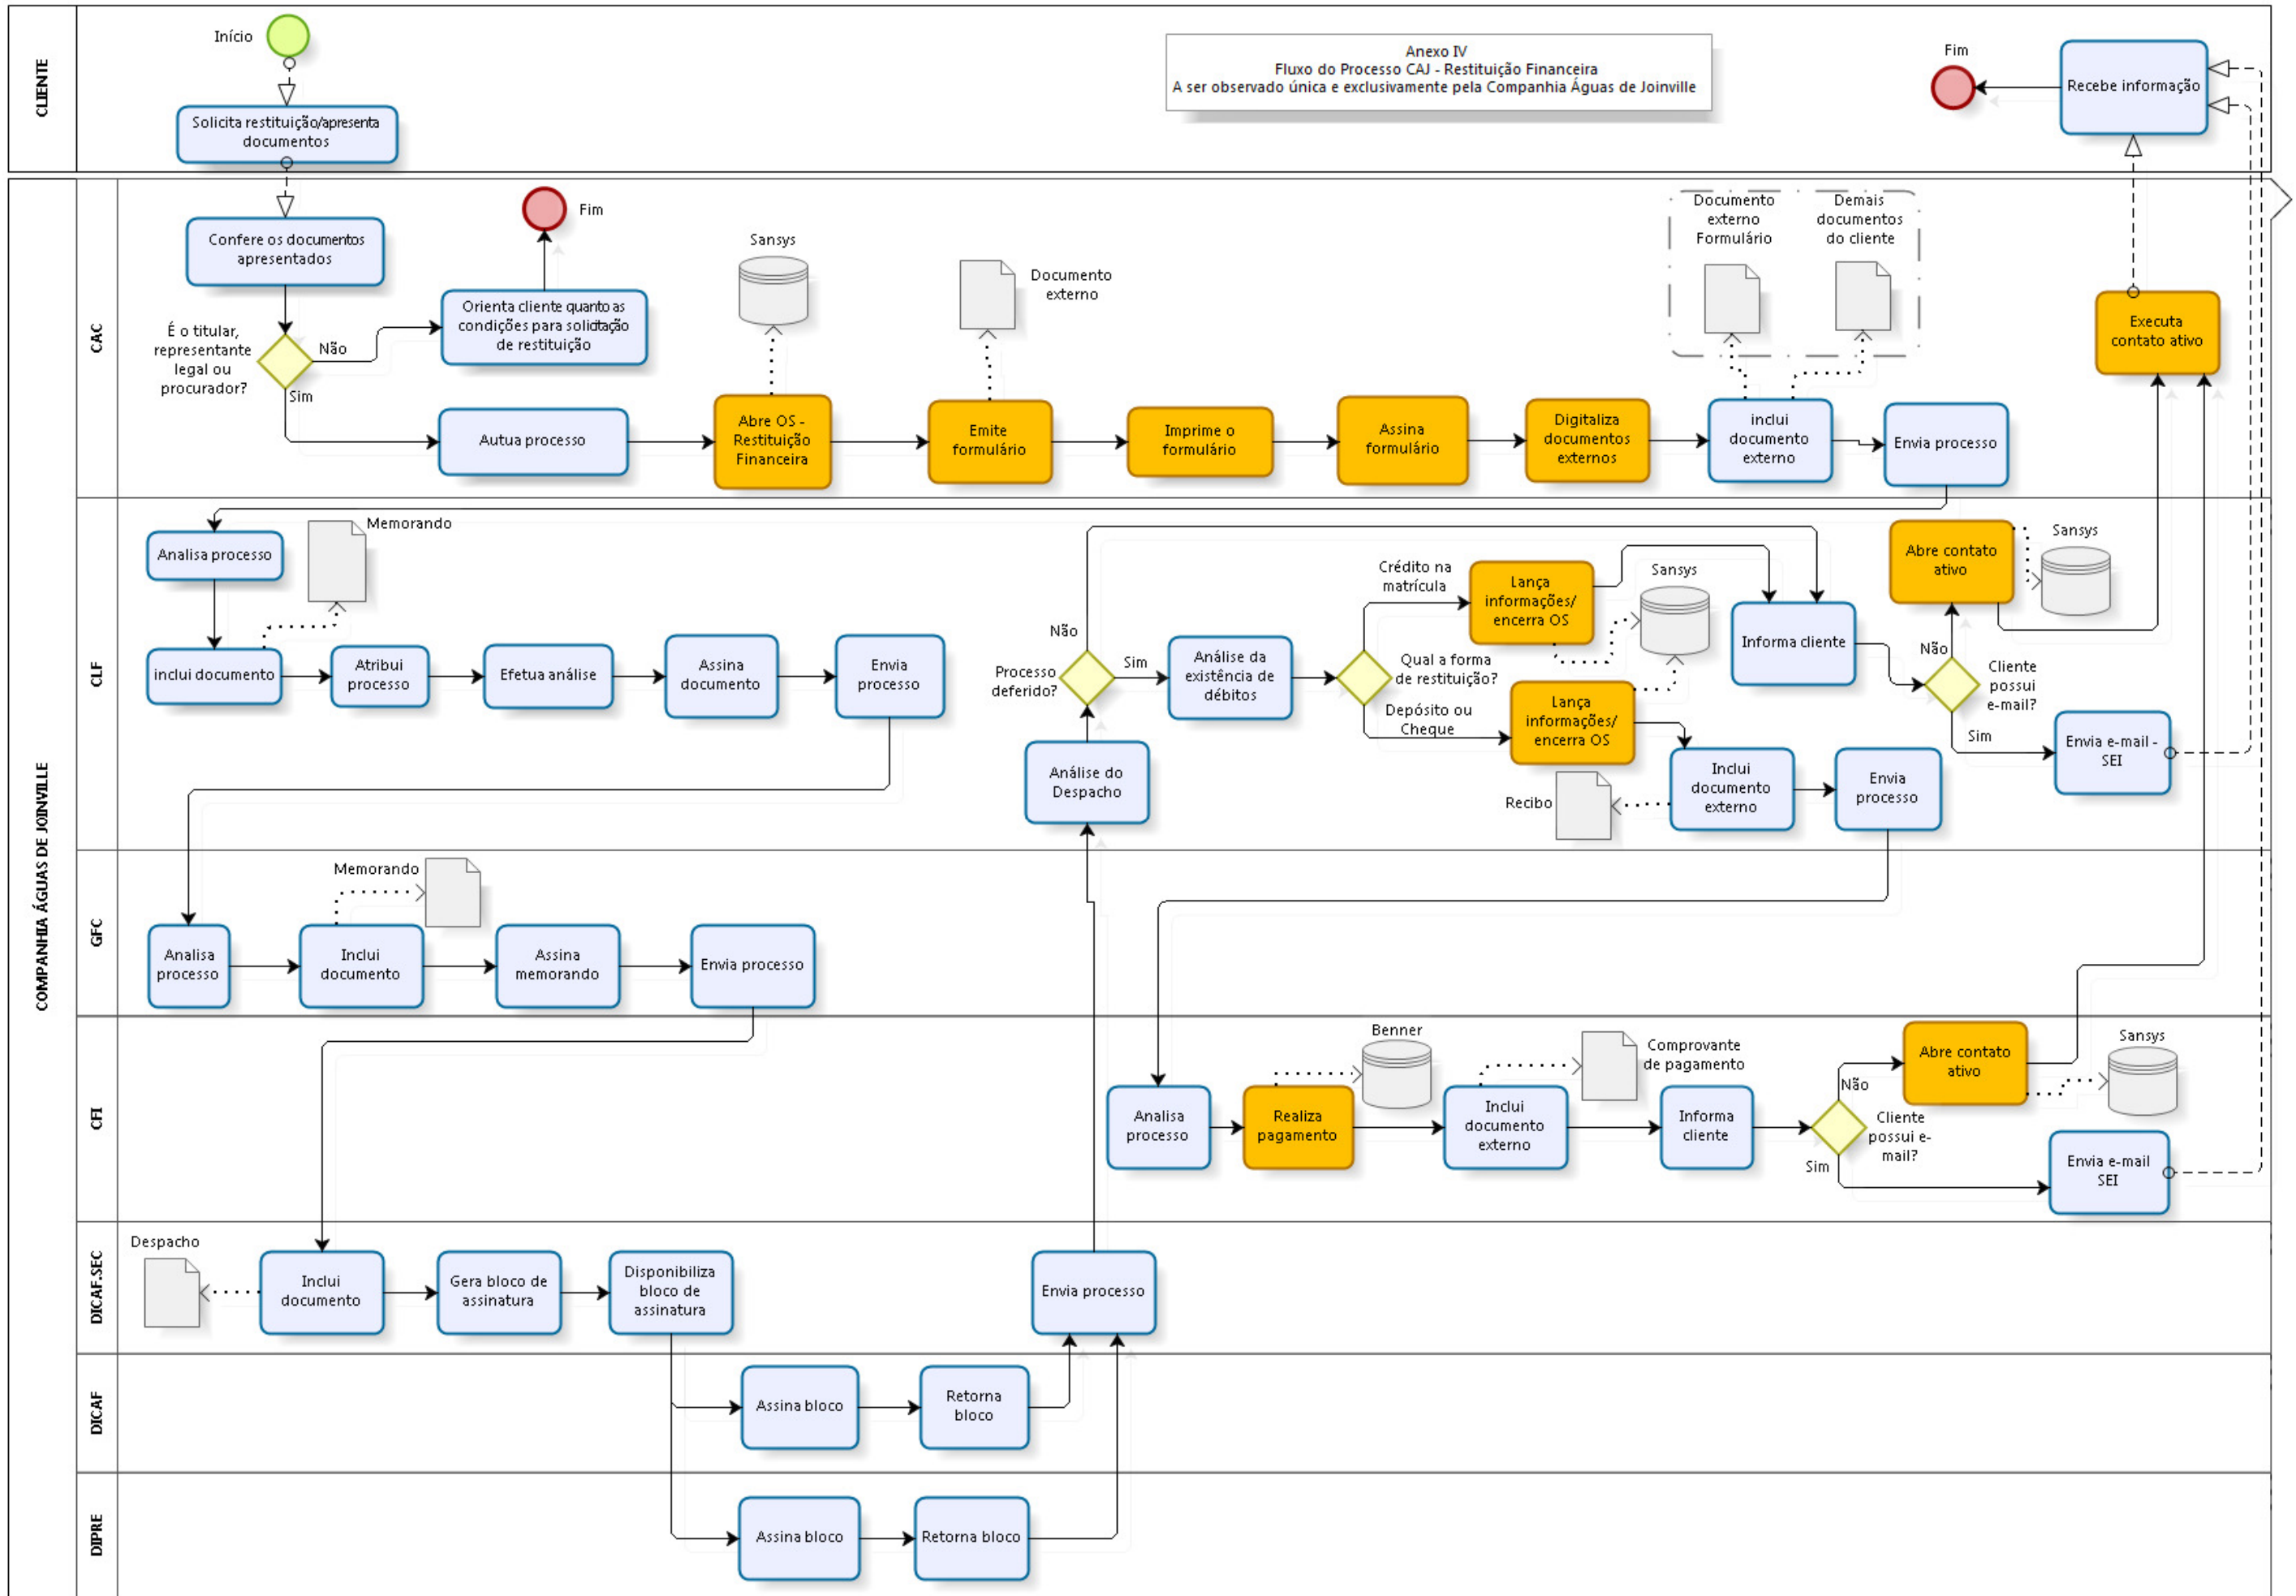 CLIENTE
Início
Solicita restituição/apresenta
documentos
Anexo IV
Fluxo do Processo CAJ - Restituição Financeira
A ser observado única e exclusivamente pela Companhia Águas de Joinville
Fim
Recebe informação
COMPANHIA ÁGUAS DE JOINVILLE
CAC
Confere os documentos
apresentados
É o titular,
representante
legal ou
procurador?
Não
Sim
Orienta cliente quanto as
condições para solicitação
de restituição
Fim
Autua processo
Sansys
Abre OS -
Restituição
Financeira
Documento
externo
Emite
formulário
Imprime o
formulário
Assina
formulário
Digitaliza
documentos
externos
Documento
externo
Formulário
Demais
documentos
do cliente
inclui
documento
externo
Envia processo
Executa
contato ativo
CLF
Analisa processo
Memorando
inclui documento
Atribui
processo
Efetua análise
Assina
documento
Envia
processo
Análise do
Despacho
Processo
deferido?
Não
Sim
Análise da
existência de
débitos
Qual a forma
de restituição?
Crédito na
matrícula
Lança
informações/
encerra OS
Sansys
Depósito ou
Cheque
Lança
informações/
encerra OS
Recibo
Inclui
documento
externo
Envia
processo
Informa cliente
Cliente
possui
e-mail?
Não
Abre contato
ativo
Sansys
Sim
Envia e-mail -
SEI
GFC
Analisa
processo
Memorando
Inclui
documento
Assina
memorando
Envia processo
CFI
Analisa
processo
Realiza
pagamento
Benner
Inclui
documento
externo
Comprovante
de pagamento
Informa
cliente
Cliente
possui e-
mail?
Não
Abre contato
ativo
Sansys
Sim
Envia e-mail
SEI
DICAF.SEC
Despacho
Inclui
documento
Gera bloco de
assinatura
Disponibiliza
bloco de
assinatura
Envia processo
DICAF
Assina bloco
Retorna
bloco
DIPRE
Assina bloco
Retorna bloco